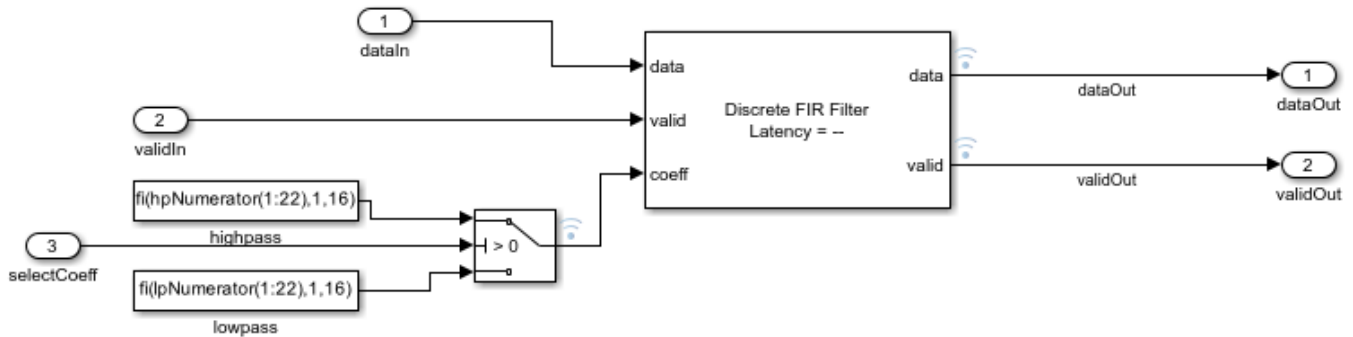 1
dataIn
data
data
dataOut
1
dataOut
2
validIn
valid
Discrete FIR Filter
Latency = --
coeff
valid
validOut
2
validOut
fi(hpNumerator(1:22),1,16)
highpass
3
selectCoeff
> 0
fi(lpNumerator(1:22),1,16)
lowpass